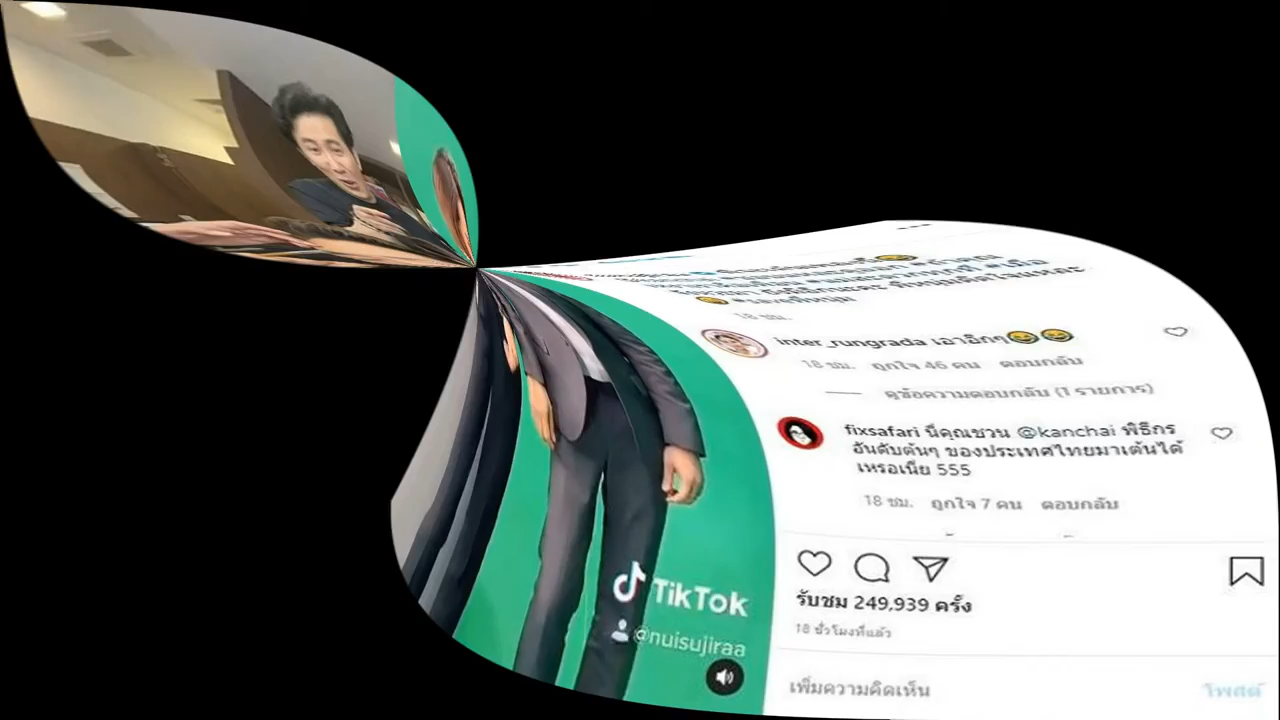 inter_rungrada เอาอีกๆ😂😂
18 ชม. ถูกใจ 46 คน ตอบกลับ
ดูข้อความตอบกลับ (1 รายการ)
fixsafari นี่คุณชวน @kanchai พิธีกร
อันดับต้นๆ ของประเทศไทยมาเต้นได้
เหรอเนี่ย 555
18 ชม. ถูกใจ 7 คน ตอบกลับ
รับชม 249,939 ครั้ง
18 ชั่วโมงที่แล้ว
เพิ่มความคิดเห็น
โพสต์
TikTok
@nuisujiraa